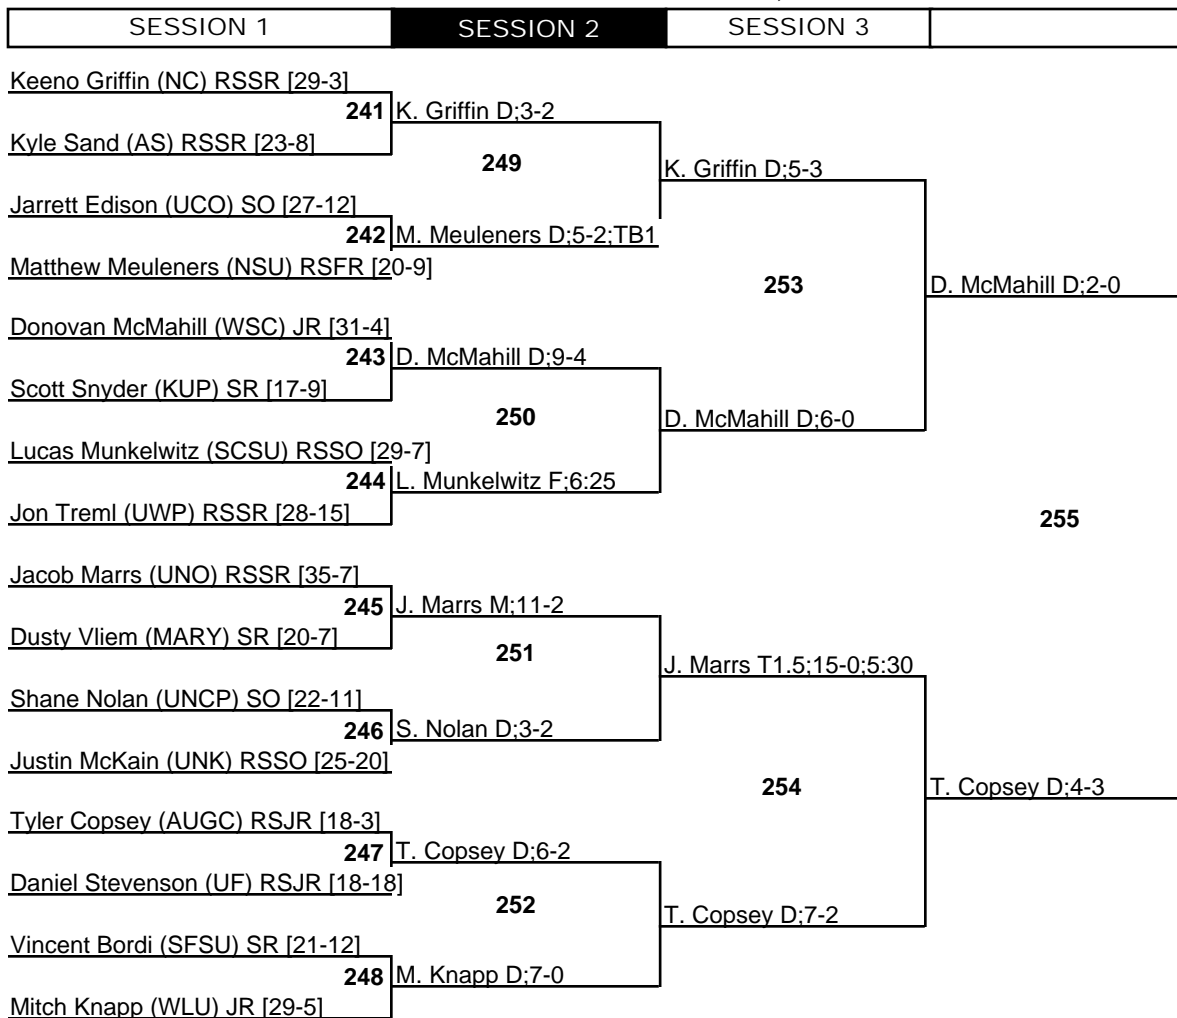 SESSION 1 SESSION 2 SESSION 3
Keeno Griffin (NC) RSSR [29-3]
241 K. Griffin D;3-2
Kyle Sand (AS) RSSR [23-8]
249
K. Griffin D;5-3
Jarrett Edison (UCO) SO [27-12]
242 M. Meuleners D;5-2;TB1
Matthew Meuleners (NSU) RSFR [20-9]
253
D. McMahill D;2-0
Donovan McMahill (WSC) JR [31-4]
243 D. McMahill D;9-4
Scott Snyder (KUP) SR [17-9]
250
D. McMahill D;6-0
Lucas Munkelwitz (SCSU) RSSO [29-7]
244 L. Munkelwitz F;6:25
Jon Treml (UWP) RSSR [28-15]
255
Jacob Marrs (UNO) RSSR [35-7]
245 J. Marrs M;11-2
Dusty Vliem (MARY) SR [20-7]
251
J. Marrs T1.5;15-0;5:30
Shane Nolan (UNCP) SO [22-11]
246 S. Nolan D;3-2
Justin McKain (UNK) RSSO [25-20]
254
T. Copsey D;4-3
Tyler Copsey (AUGC) RSJR [18-3]
247 T. Copsey D;6-2
Daniel Stevenson (UF) RSJR [18-18]
252
T. Copsey D;7-2
Vincent Bordi (SFSU) SR [21-12]
248 M. Knapp D;7-0
Mitch Knapp (WLU) JR [29-5]